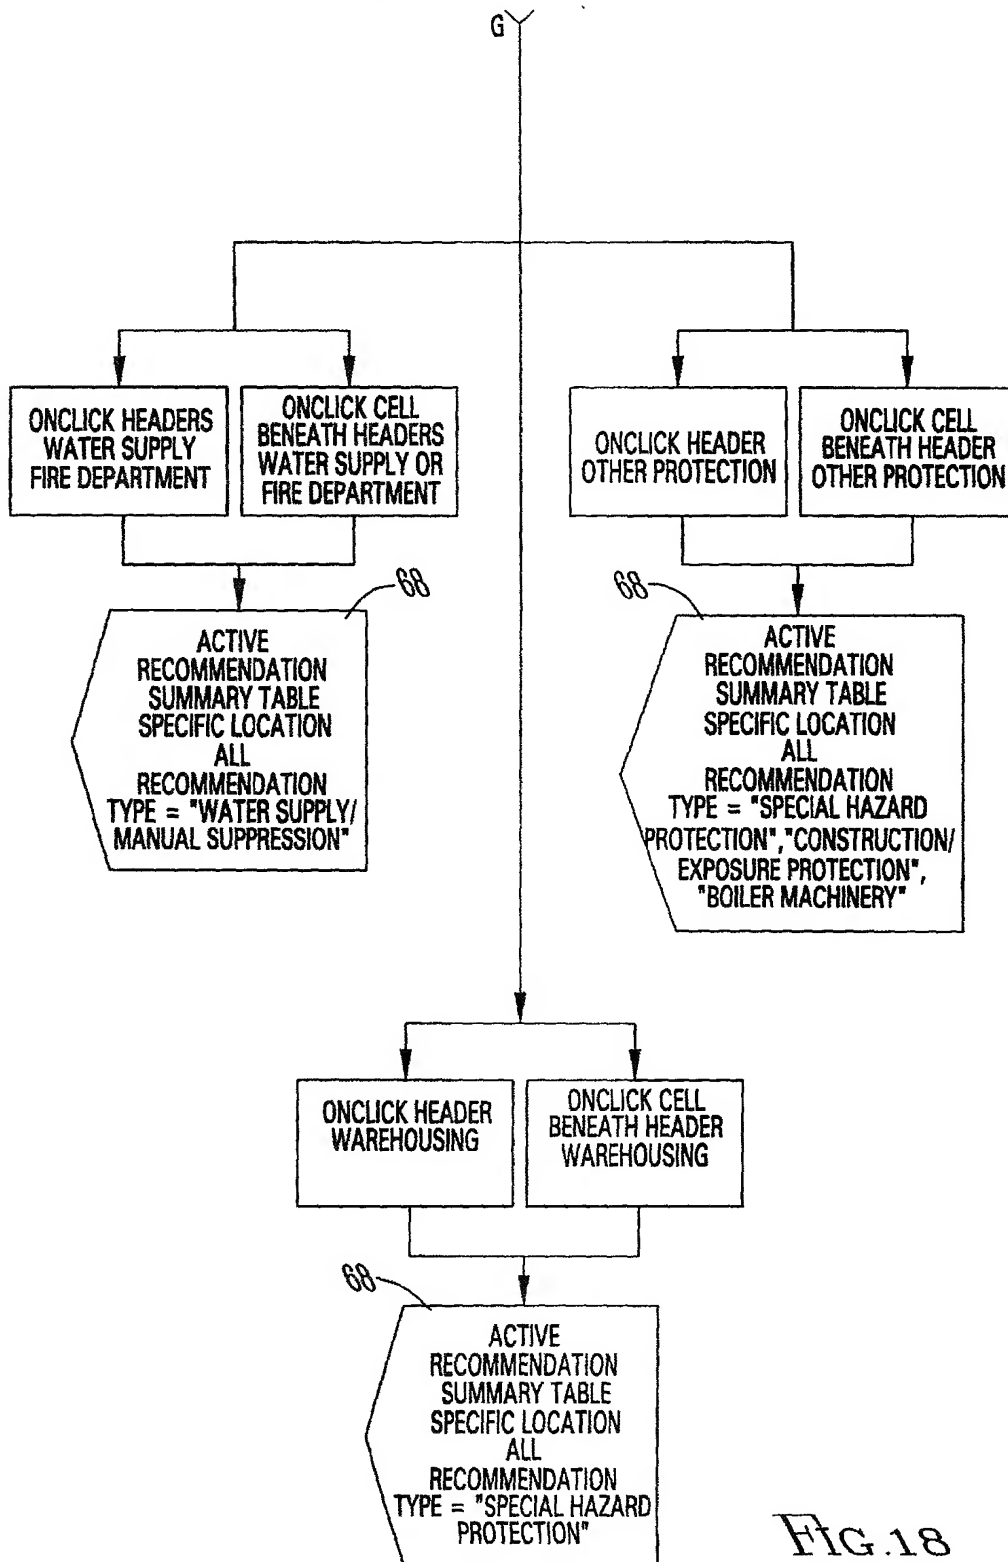 G
ONCLICK HEADERS
WATER SUPPLY
FIRE DEPARTMENT
ONCLICK CELL
BENEATH HEADERS
WATER SUPPLY OR
FIRE DEPARTMENT
ONCLICK HEADER
OTHER PROTECTION
ONCLICK CELL
BENEATH HEADER
OTHER PROTECTION
68
ACTIVE
RECOMMENDATION
SUMMARY TABLE
SPECIFIC LOCATION
ALL
RECOMMENDATION
TYPE = "WATER SUPPLY/
MANUAL SUPPRESSION"
68
ACTIVE
RECOMMENDATION
SUMMARY TABLE
SPECIFIC LOCATION
ALL
RECOMMENDATION
TYPE = "SPECIAL HAZARD
PROTECTION", "CONSTRUCTION/
EXPOSURE PROTECTION",
"BOILER MACHINERY"
ONCLICK HEADER
WAREHOUSING
ONCLICK CELL
BENEATH HEADER
WAREHOUSING
68
ACTIVE
RECOMMENDATION
SUMMARY TABLE
SPECIFIC LOCATION
ALL
RECOMMENDATION
TYPE = "SPECIAL HAZARD
PROTECTION"
FIG.18